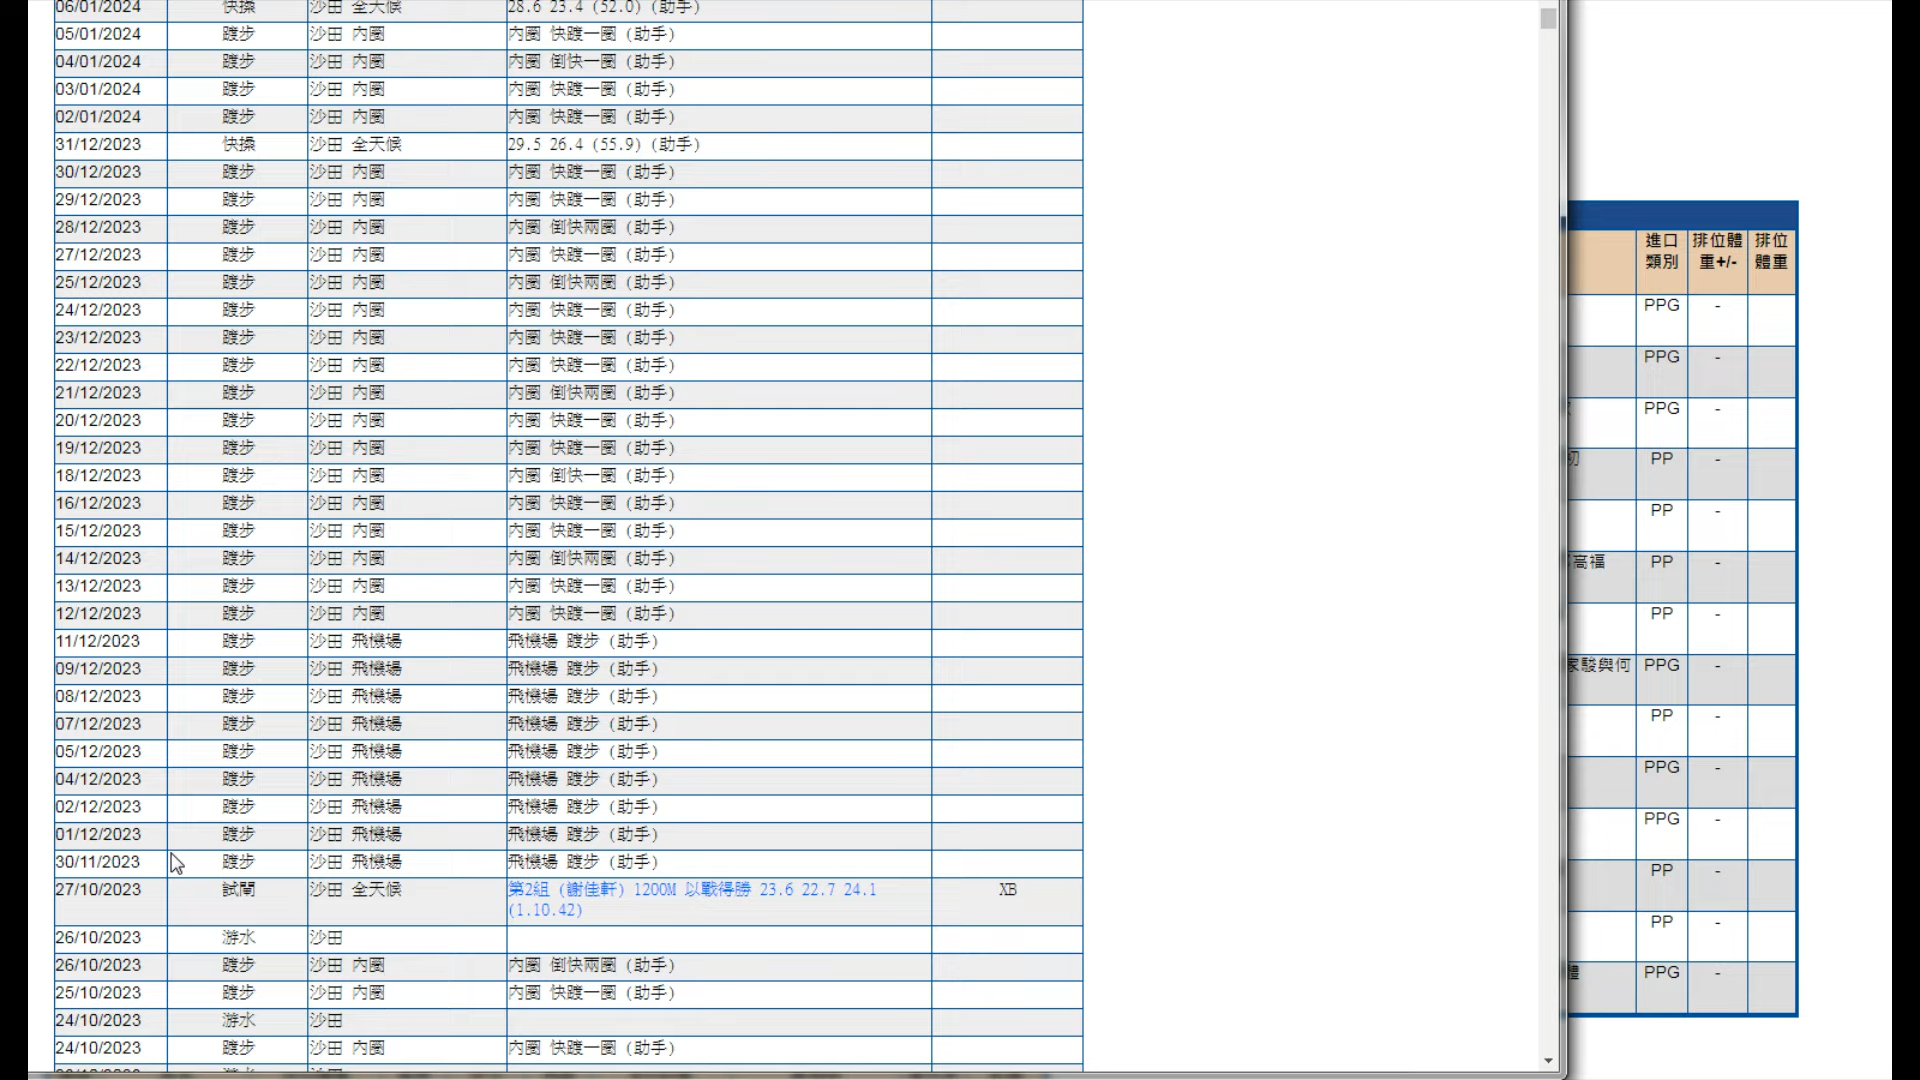 06/01/2024 快操 沙田 全天候 28.6 23.4 (52.0) (助手)
05/01/2024 踱步 沙田 內圈 內圈 快踱一圈 (助手)
04/01/2024 踱步 沙田 內圈 內圈 倒快一圈 (助手)
03/01/2024 踱步 沙田 內圈 內圈 快踱一圈 (助手)
02/01/2024 踱步 沙田 內圈 內圈 快踱一圈 (助手)
31/12/2023 快操 沙田 全天候 29.5 26.4 (55.9) (助手)
30/12/2023 踱步 沙田 內圈 內圈 快踱一圈 (助手)
29/12/2023 踱步 沙田 內圈 內圈 快踱一圈 (助手)
28/12/2023 踱步 沙田 內圈 內圈 倒快兩圈 (助手)
27/12/2023 踱步 沙田 內圈 內圈 快踱一圈 (助手)
25/12/2023 踱步 沙田 內圈 內圈 倒快兩圈 (助手)
24/12/2023 踱步 沙田 內圈 內圈 快踱一圈 (助手)
23/12/2023 踱步 沙田 內圈 內圈 快踱一圈 (助手)
22/12/2023 踱步 沙田 內圈 內圈 快踱一圈 (助手)
21/12/2023 踱步 沙田 內圈 內圈 倒快兩圈 (助手)
20/12/2023 踱步 沙田 內圈 內圈 快踱一圈 (助手)
19/12/2023 踱步 沙田 內圈 內圈 快踱一圈 (助手)
18/12/2023 踱步 沙田 內圈 內圈 倒快一圈 (助手)
16/12/2023 踱步 沙田 內圈 內圈 快踱一圈 (助手)
15/12/2023 踱步 沙田 內圈 內圈 快踱一圈 (助手)
14/12/2023 踱步 沙田 內圈 內圈 倒快兩圈 (助手)
13/12/2023 踱步 沙田 內圈 內圈 快踱一圈 (助手)
12/12/2023 踱步 沙田 內圈 內圈 快踱一圈 (助手)
11/12/2023 踱步 沙田 飛機場 飛機場 踱步 (助手)
09/12/2023 踱步 沙田 飛機場 飛機場 踱步 (助手)
08/12/2023 踱步 沙田 飛機場 飛機場 踱步 (助手)
07/12/2023 踱步 沙田 飛機場 飛機場 踱步 (助手)
05/12/2023 踱步 沙田 飛機場 飛機場 踱步 (助手)
04/12/2023 踱步 沙田 飛機場 飛機場 踱步 (助手)
02/12/2023 踱步 沙田 飛機場 飛機場 踱步 (助手)
01/12/2023 踱步 沙田 飛機場 飛機場 踱步 (助手)
30/11/2023 踱步 沙田 飛機場 飛機場 踱步 (助手)
27/10/2023 試閘 沙田 全天候 第2組 (謝佳軒) 1200M 以戰得勝 23.6 22.7 24.1 XB
(1.10.42)
26/10/2023 游水 沙田
26/10/2023 踱步 沙田 內圈 內圈 倒快兩圈 (助手)
25/10/2023 踱步 沙田 內圈 內圈 快踱一圈 (助手)
24/10/2023 游水 沙田
24/10/2023 踱步 沙田 內圈 內圈 快踱一圈 (助手)
進口 排位體 排位
類別 重+/- 體重
PPG -
PPG -
PPG -
初 PP -
PP -
高福 PP -
PP -
家駿與何 PPG -
PP -
PPG -
PPG -
PP -
PP -
PPG -